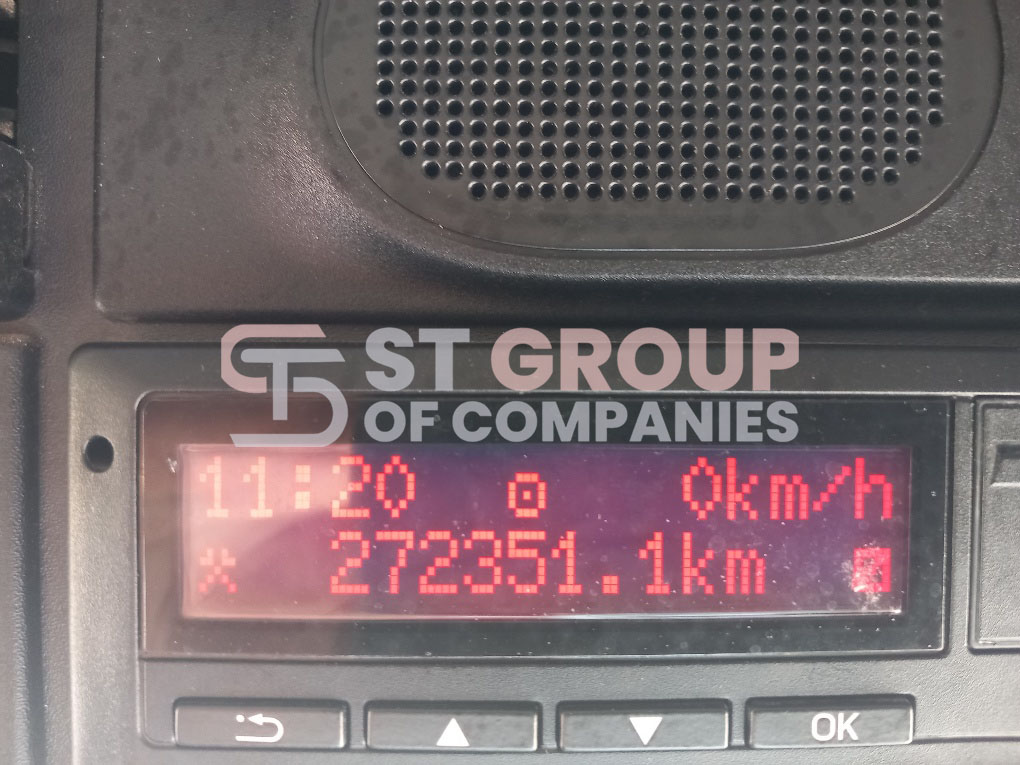 ST GROUP
OF COMPANIES
11:20 0km/h
272351.1km
OK